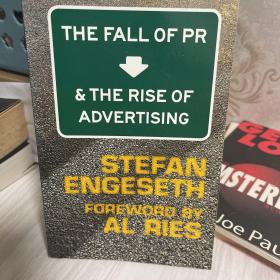 THE FALL OF PR
& THE RISE OF
ADVERTISING
STEFAN
ENGESETH
FOREWORD BY
AL RIES
Joe Pau